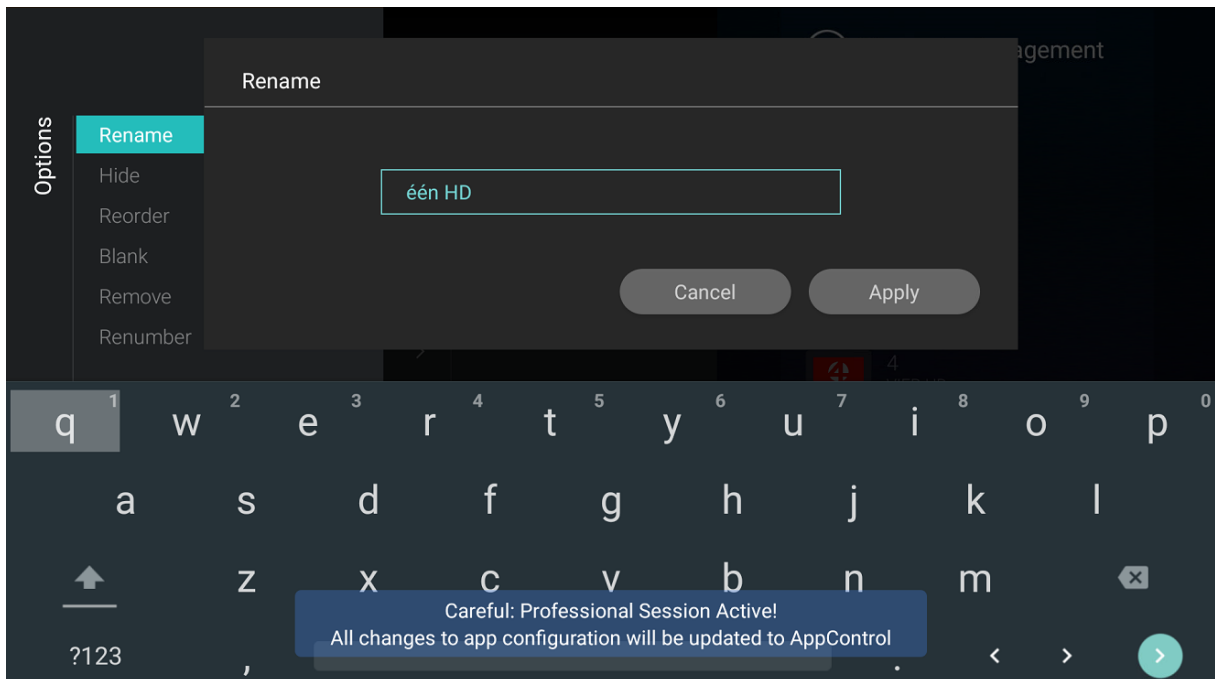 agement
Rename
Options
Rename
Hide
Reorder
Blank
Remove
Renumber
één HD
Cancel
Apply
4
q 1 w 2 e 3 r 4 t 5 y 6 u 7 i 8 o 9 p 0
a s d f g h j k l
z x c v b n m
Careful: Professional Session Active!
All changes to app configuration will be updated to AppControl
?123 , . < > >